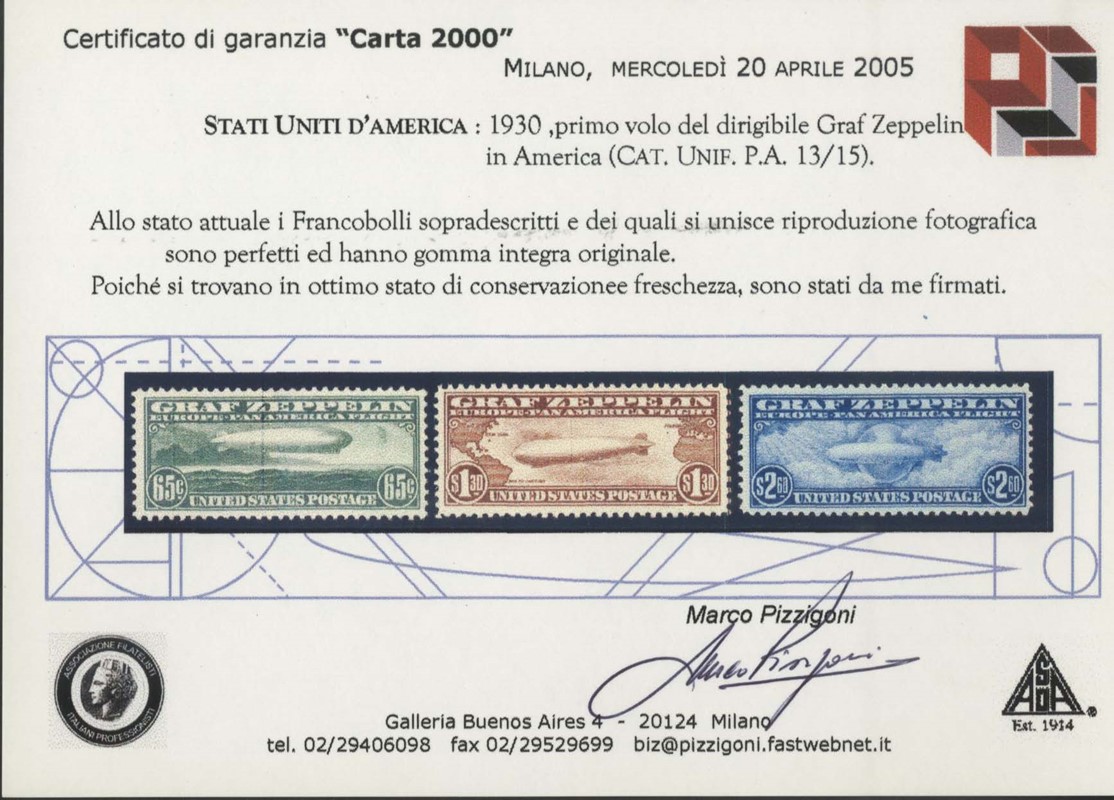 Certificato di garanzia "Carta 2000"
MILANO, MERCOLEDÌ 20 APRILE 2005
STATI UNITI D'AMERICA : 1930 ,primo volo del dirigibile Graf Zeppelin
in America (CAT. UNIF. P.A. 13/15).
Allo stato attuale i Francobolli sopradescritti e dei quali si unisce riproduzione fotografica
sono perfetti ed hanno gomma integra originale.
Poiché si trovano in ottimo stato di conservazionee freschezza, sono stati da me firmati.
GRAF ZEPPELIN
EUROPE-PAN AMERICA FLIGHT
65¢ 65¢
UNITED STATES POSTAGE
GRAF ZEPPELIN
EUROPE-PAN AMERICA FLIGHT
$1.30 $1.30
UNITED STATES POSTAGE
GRAF ZEPPELIN
EUROPE-PAN AMERICA FLIGHT
$2.60 $2.60
UNITED STATES POSTAGE
Marco Pizzigoni
Marco Pizzigoni
ASSOCIAZIONE FILATELISTI
ITALIANI PROFESSIONISTI
Galleria Buenos Aires 4 - 20124 Milano
tel. 02/29406098 fax 02/29529699 biz@pizzigoni.fastwebnet.it
ASDA
®
Est. 1914